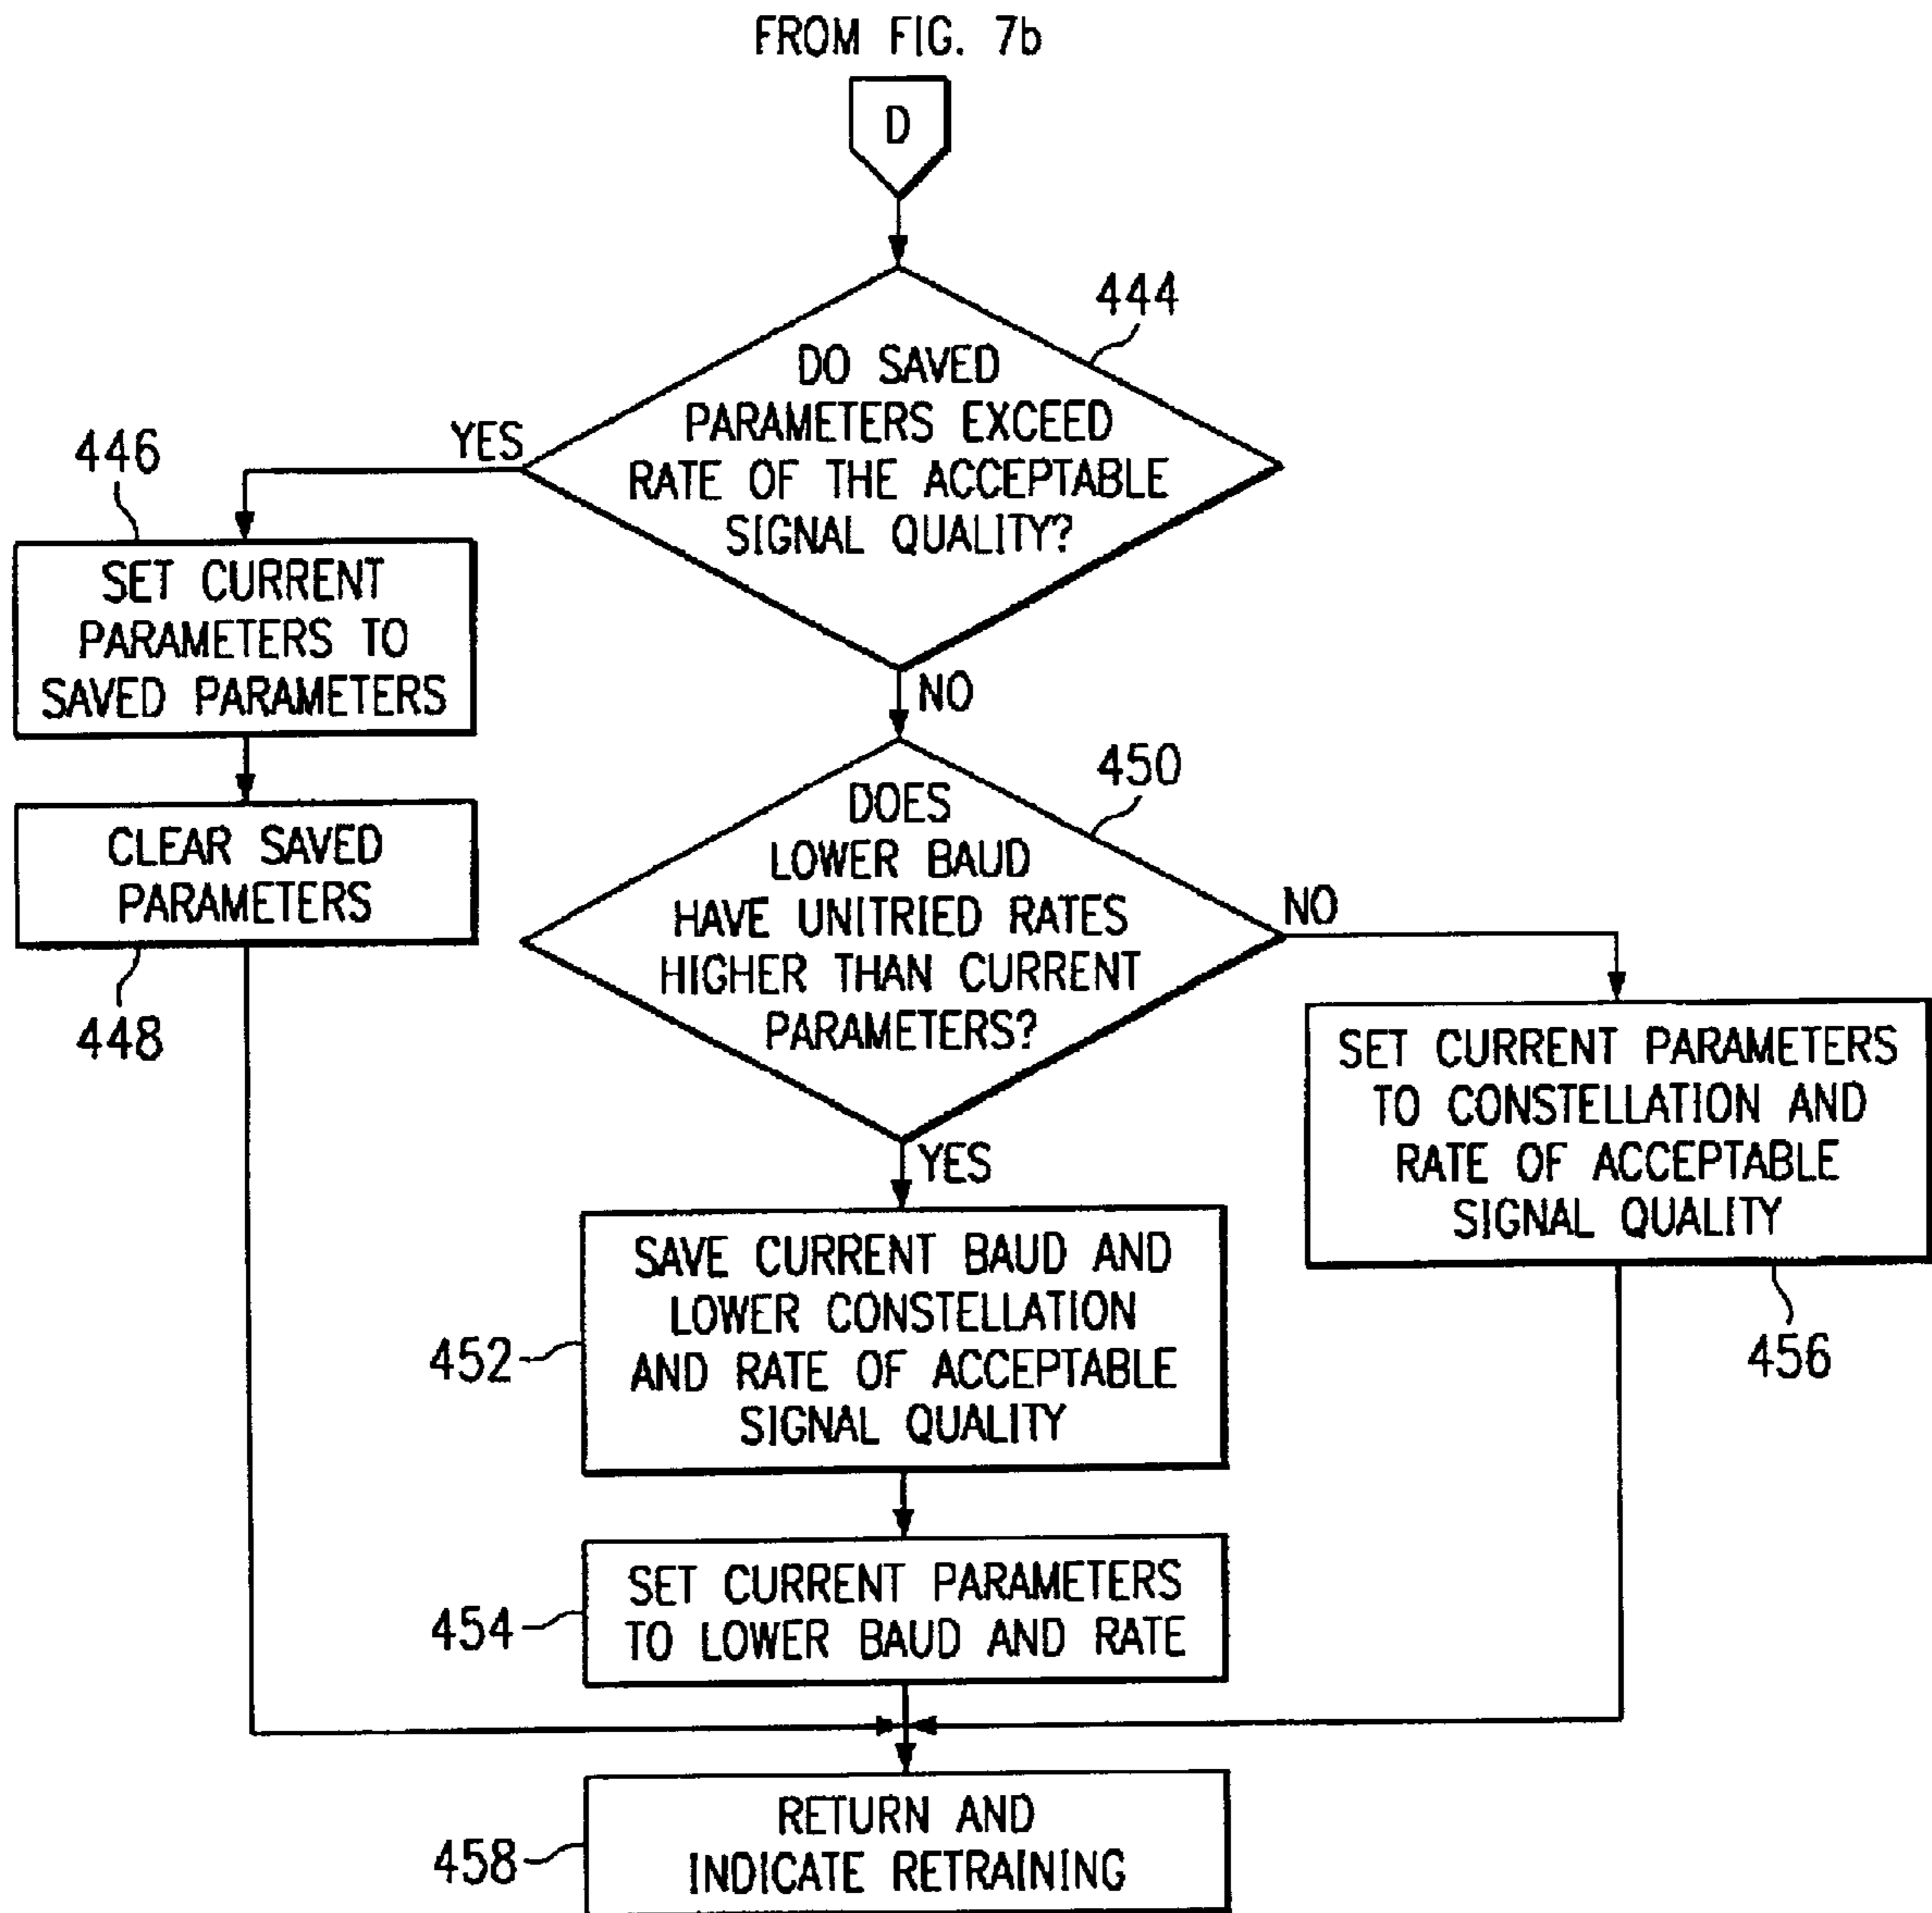 FROM FIG. 7b
D
444
DO SAVED
PARAMETERS EXCEED
RATE OF THE ACCEPTABLE
SIGNAL QUALITY?
YES
446
SET CURRENT
PARAMETERS TO
SAVED PARAMETERS
NO
CLEAR SAVED
PARAMETERS
448
450
DOES
LOWER BAUD
HAVE UNITRIED RATES
HIGHER THAN CURRENT
PARAMETERS?
NO
YES
SET CURRENT PARAMETERS
TO CONSTELLATION AND
RATE OF ACCEPTABLE
SIGNAL QUALITY
456
SAVE CURRENT BAUD AND
LOWER CONSTELLATION
AND RATE OF ACCEPTABLE
SIGNAL QUALITY
452
SET CURRENT PARAMETERS
TO LOWER BAUD AND RATE
454
RETURN AND
INDICATE RETRAINING
458